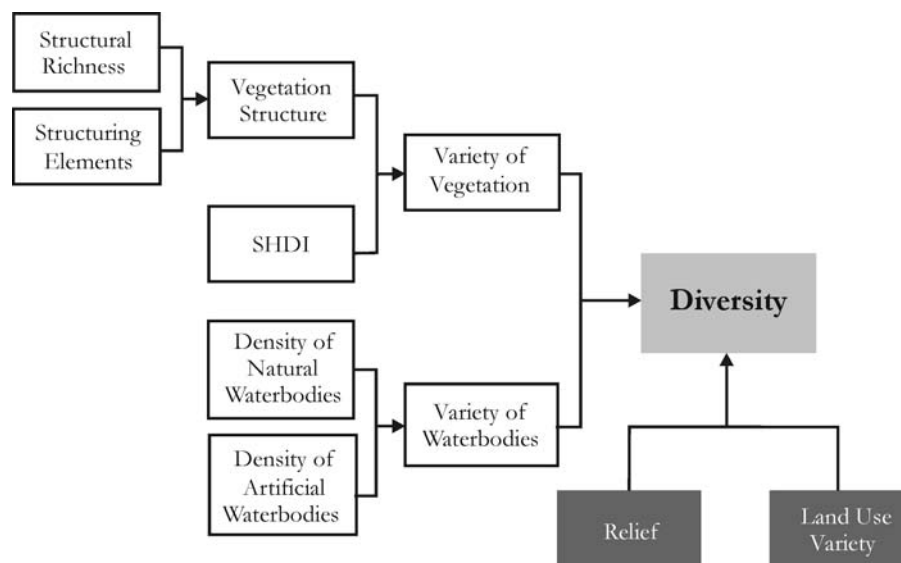 Structural
Richness
Structuring
Elements
Vegetation
Structure
SHDI
Variety of
Vegetation
Density of
Natural
Waterbodies
Density of
Artificial
Waterbodies
Variety of
Waterbodies
Diversity
Relief
Land Use
Variety